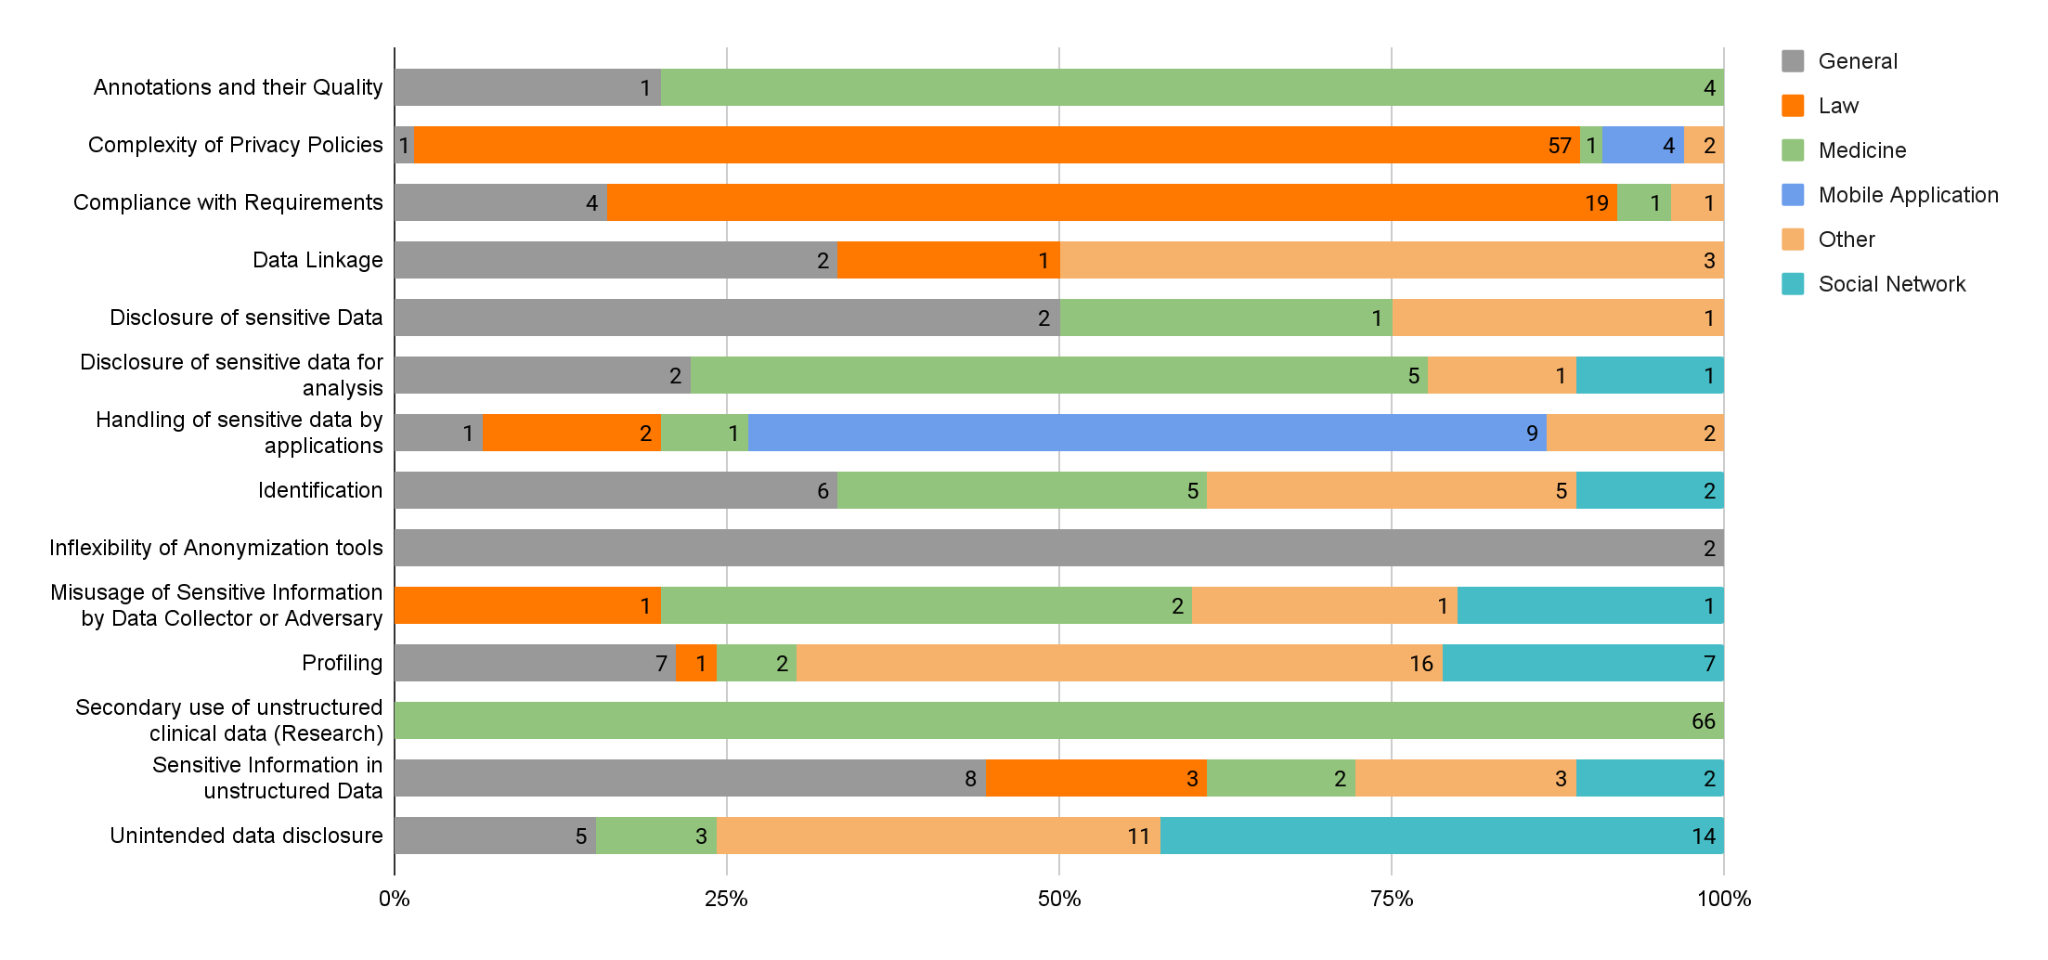 Annotations and their Quality 1 4
Complexity of Privacy Policies 1 57 1 4 2
Compliance with Requirements 4 19 1 1
Data Linkage 2 1 3
Disclosure of sensitive Data 2 1 1
Disclosure of sensitive data for
analysis
2 5 1 1
Handling of sensitive data by
applications
1 2 1 9 2
Identification 6 5 5 2
Inflexibility of Anonymization tools 2
Misusage of Sensitive Information
by Data Collector or Adversary
1 2 1 1
Profiling 7 1 2 16 7
Secondary use of unstructured
clinical data (Research)
66
Sensitive Information in
unstructured Data
8 3 2 3 2
Unintended data disclosure 5 3 11 14
0% 25% 50% 75% 100%
General
Law
Medicine
Mobile Application
Other
Social Network